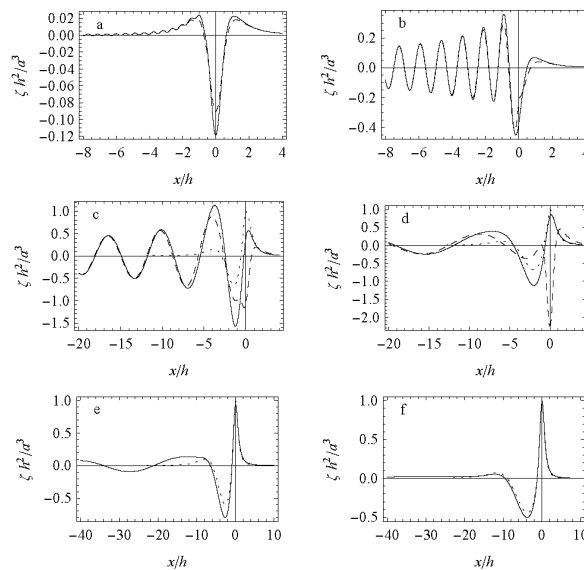 a
ζ h²/a³
0.02
0.00
−0.02
−0.04
−0.06
−0.08
−0.10
−0.12
−8 −6 −4 −2 0 2 4
x/h
b
ζ h²/a³
0.2
0.0
−0.2
−0.4
−8 −6 −4 −2 0 2 4
x/h
c
ζ h²/a³
1.0
0.5
0.0
−0.5
−1.0
−1.5
−20 −15 −10 −5 0
x/h
d
ζ h²/a³
1.0
0.5
0.0
−0.5
−1.0
−1.5
−2.0
−20 −15 −10 −5 0
x/h
e
ζ h²/a³
1.0
0.5
0.0
−0.5
−40 −30 −20 −10 0 10
x/h
f
ζ h²/a³
1.0
0.5
0.0
−0.5
−40 −30 −20 −10 0 10
x/h